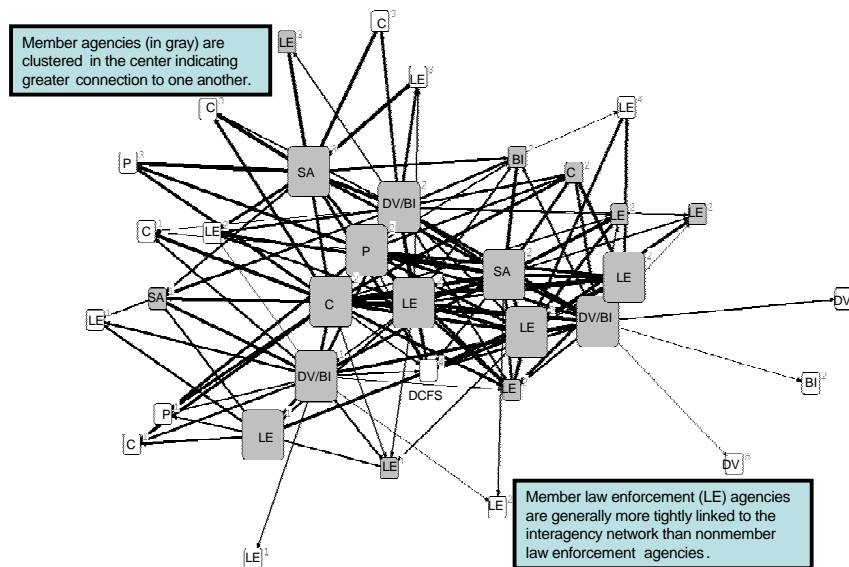 Member agencies (in gray) are
clustered in the center indicating
greater connection to one another.
C
LE
LE
C
LE
BI
P
SA
C
DV/BI
LE
LE
C
LE
P
SA
LE
SA
C
LE
LE
DV/BI
LE
DV
DV/BI
DCFS
LE
BI
P
C
LE
LE
DV
LE
LE
Member law enforcement (LE) agencies
are generally more tightly linked to the
interagency network than nonmember
law enforcement agencies.